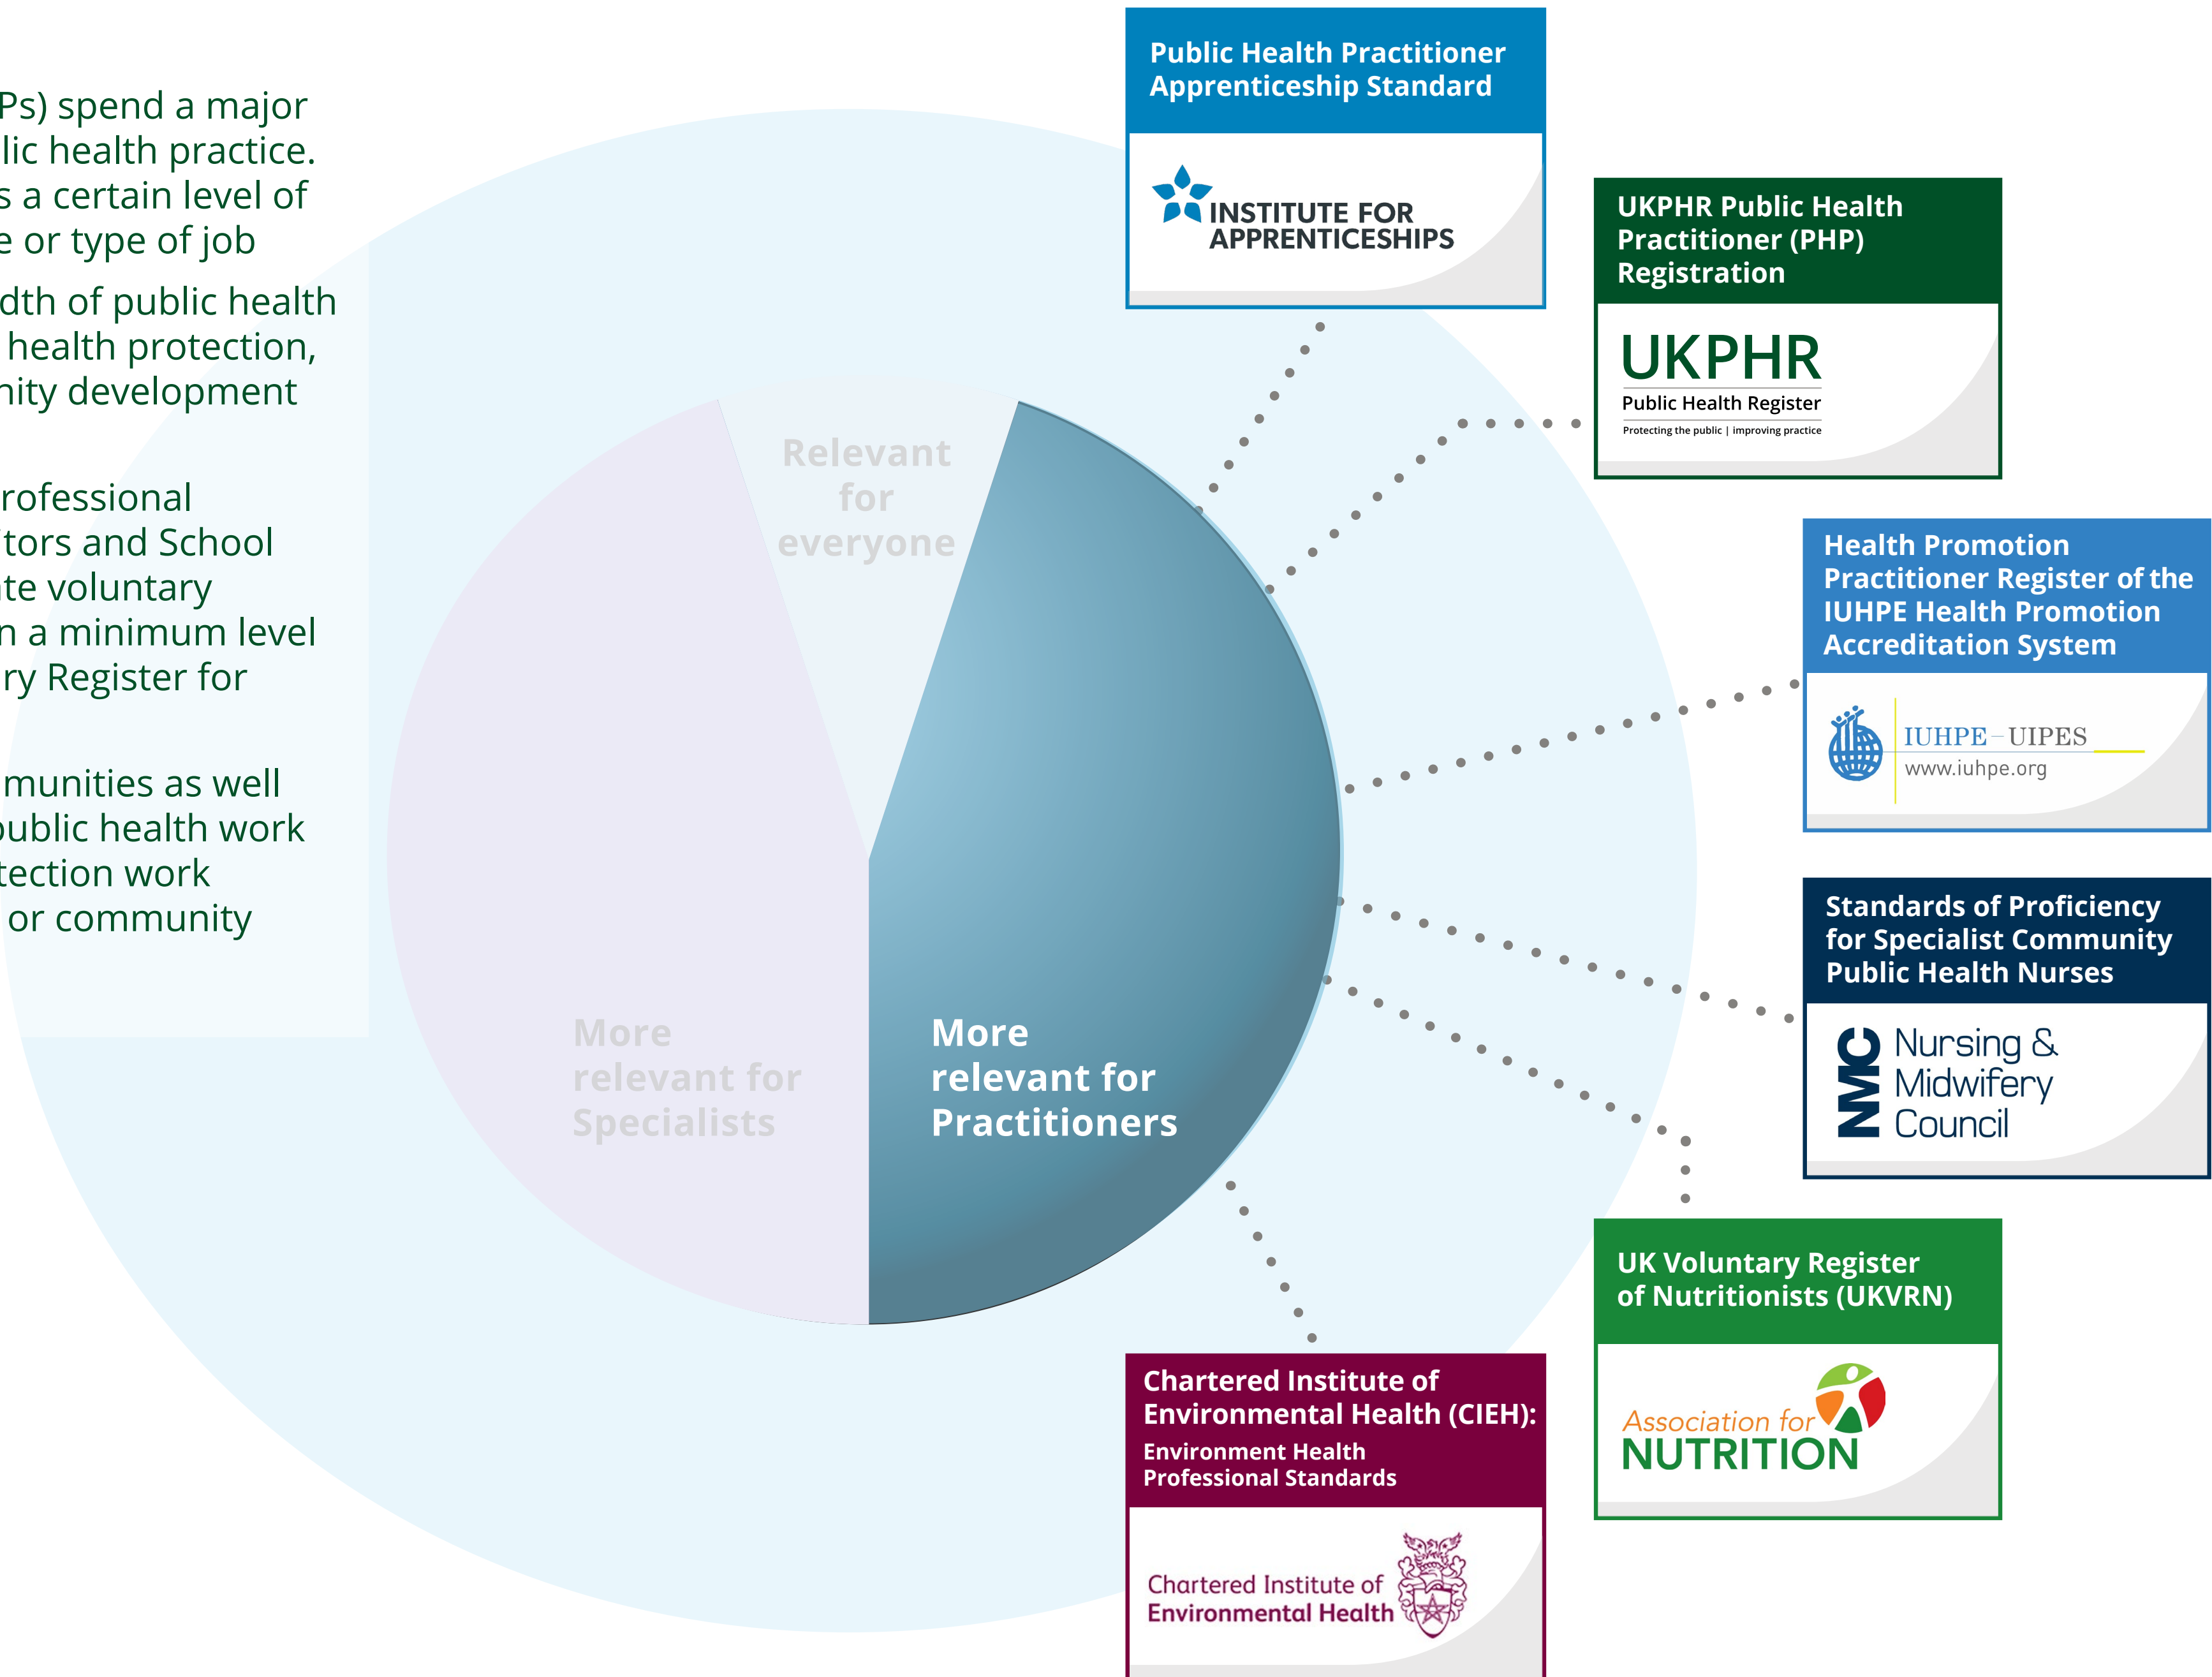 Ps) spend a major
lic health practice.
s a certain level of
e or type of job
dth of public health
health protection,
nity development
rofessional
itors and School
te voluntary
n a minimum level
ry Register for
munities as well
public health work
tection work
or community
Relevant
for
everyone
More
relevant for
Specialists
More
relevant for
Practitioners
Public Health Practitioner
Apprenticeship Standard
INSTITUTE FOR
APPRENTICESHIPS
UKPHR Public Health
Practitioner (PHP)
Registration
UKPHR
Public Health Register
Protecting the public | improving practice
Health Promotion
Practitioner Register of the
IUHPE Health Promotion
Accreditation System
IUHPE – UIPES
www.iuhpe.org
Standards of Proficiency
for Specialist Community
Public Health Nurses
NMC
Nursing &
Midwifery
Council
UK Voluntary Register
of Nutritionists (UKVRN)
Association for
NUTRITION
Chartered Institute of
Environmental Health (CIEH):
Environment Health
Professional Standards
Chartered Institute of
Environmental Health